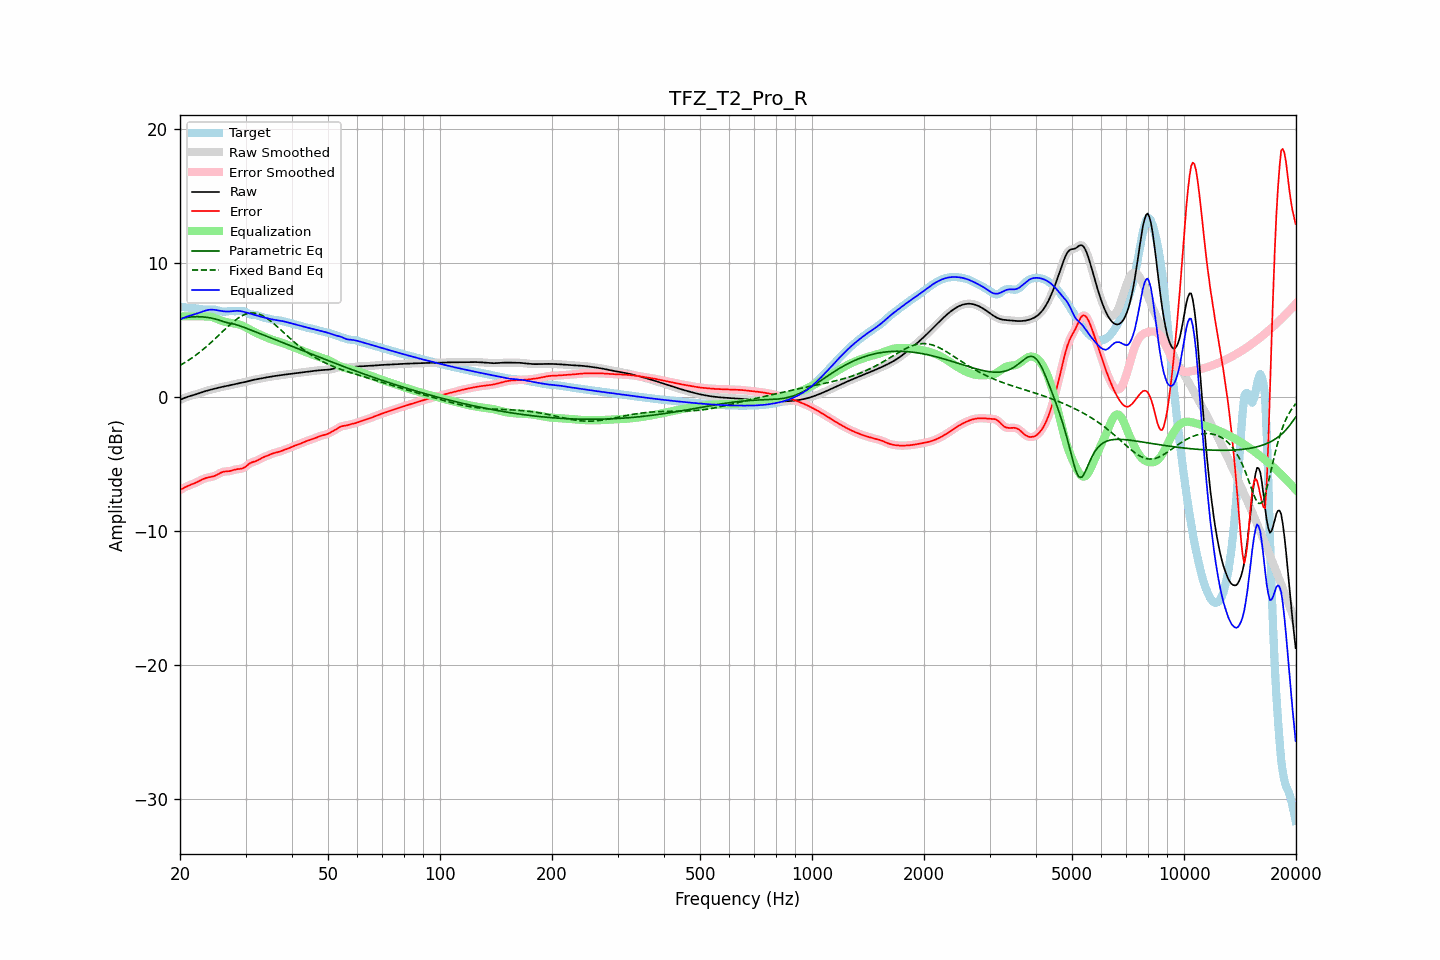 TFZ_T2_Pro_R
Target
Raw Smoothed
Error Smoothed
Raw
Error
Equalization
Parametric Eq
Fixed Band Eq
Equalized
20
10
0
−10
−20
−30
Amplitude (dBr)
20 50 100 200 500 1000 2000 5000 10000 20000
Frequency (Hz)